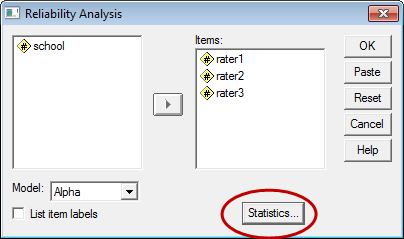 Reliability Analysis
school
Items:
rater1
rater2
rater3
OK
Paste
Reset
Cancel
Help
Model:
Alpha
List item labels
Statistics...